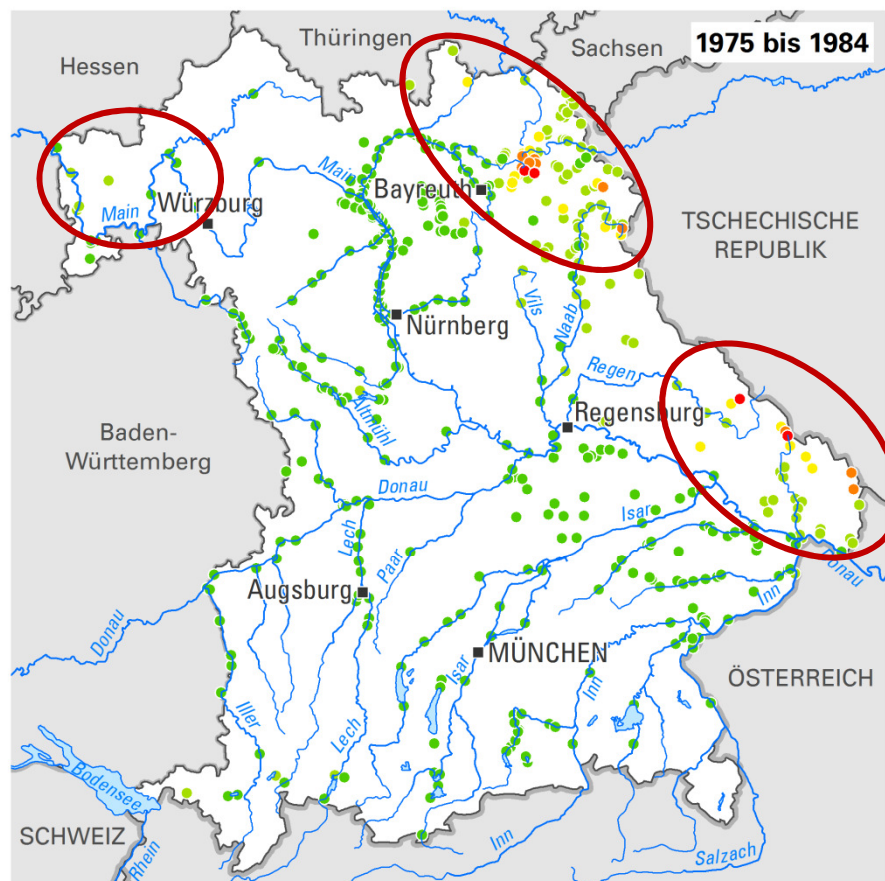 Thüringen
Sachsen
1975 bis 1984
Hessen
Main
Bayreuth
Main
Würzburg
TSCHECHISCHE
REPUBLIK
Vils
Naab
Nürnberg
Regen
Altmühl
Regensburg
Baden-
Württemberg
Donau
Isar
Lech
Paar
Donau
Augsburg
Inn
Donau
Isar
MÜNCHEN
Inn
ÖSTERREICH
Iller
Lech
Bodensee
SCHWEIZ
Rhein
Inn
Salzach